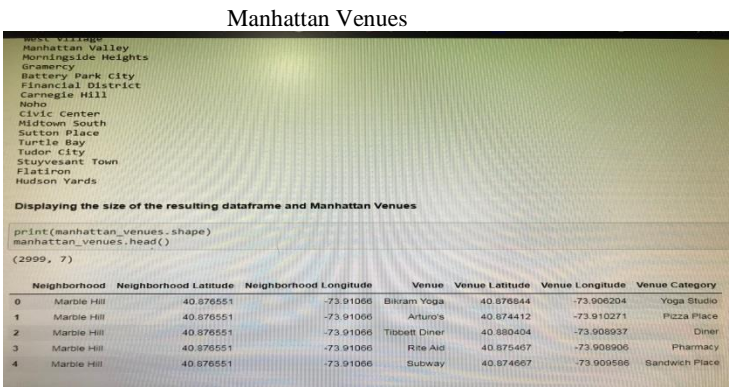 Manhattan Venues
West Village
Manhattan Valley
Morningside Heights
Gramercy
Battery Park City
Financial District
Carnegie Hill
Noho
Civic Center
Midtown South
Sutton Place
Turtle Bay
Tudor City
Stuyvesant Town
Flatiron
Hudson Yards
Displaying the size of the resulting dataframe and Manhattan Venues
print(manhattan_venues.shape)
manhattan_venues.head()
(2999, 7)
Neighborhood Neighborhood Latitude Neighborhood Longitude Venue Venue Latitude Venue Longitude Venue Category
0 Marble Hill 40.876551 -73.91066 Bikram Yoga 40.876844 -73.906204 Yoga Studio
1 Marble Hill 40.876551 -73.91066 Arturo's 40.874412 -73.910271 Pizza Place
2 Marble Hill 40.876551 -73.91066 Tibbett Diner 40.880404 -73.908937 Diner
3 Marble Hill 40.876551 -73.91066 Rite Aid 40.875467 -73.908906 Pharmacy
4 Marble Hill 40.876551 -73.91066 Subway 40.874667 -73.909586 Sandwich Place